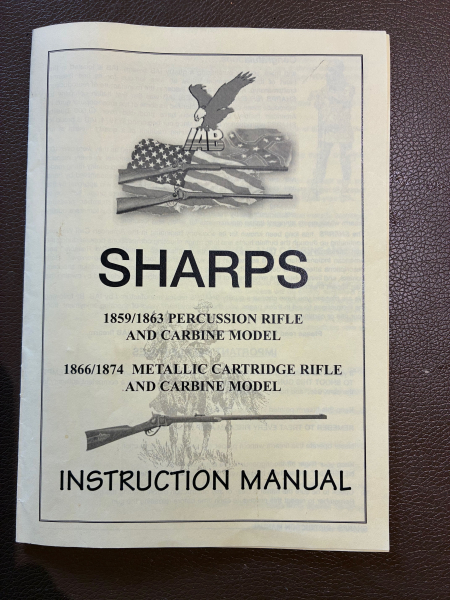 IAB
SHARPS
1859/1863 PERCUSSION RIFLE
AND CARBINE MODEL
1866/1874 METALLIC CARTRIDGE RIFLE
AND CARBINE MODEL
INSTRUCTION MANUAL